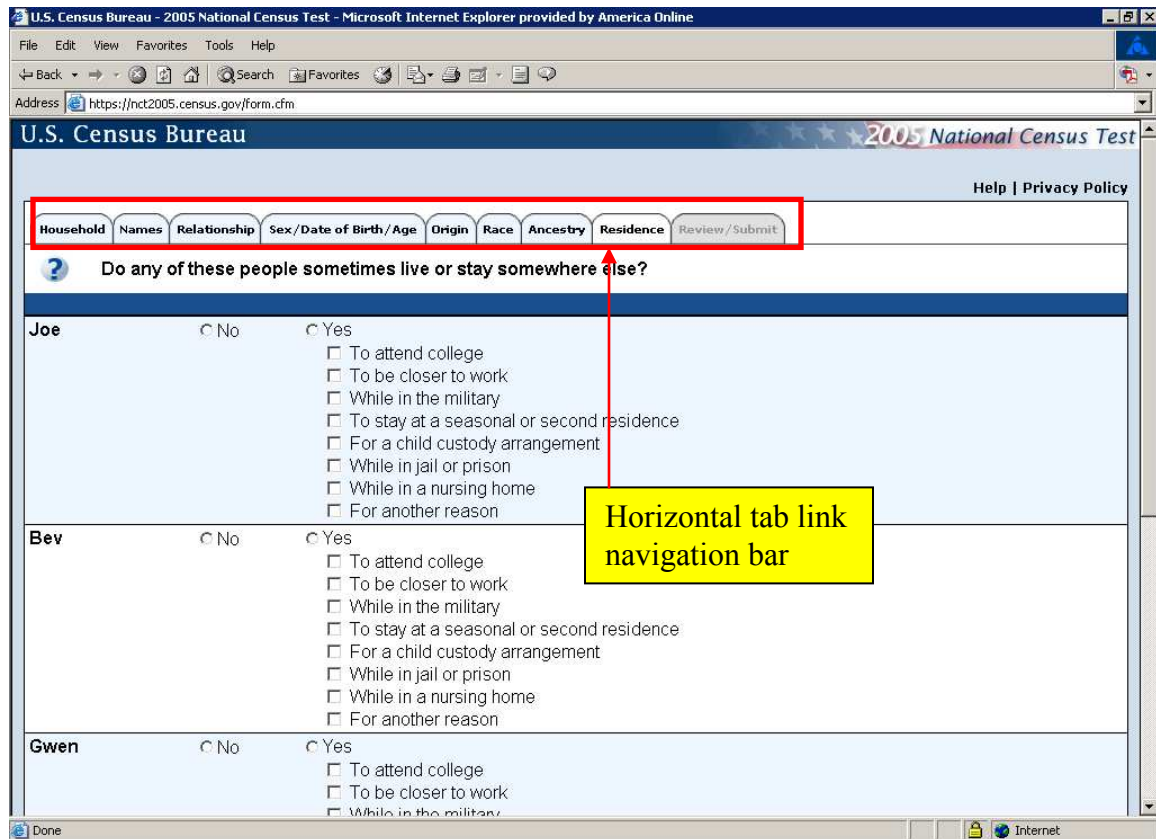 U.S. Census Bureau - 2005 National Census Test - Microsoft Internet Explorer provided by America Online
File Edit View Favorites Tools Help
Back Search Favorites
Address https://nct2005.census.gov/form.cfm
U.S. Census Bureau 2005 National Census Test
Help | Privacy Policy
Household Names Relationship Sex/Date of Birth/Age Origin Race Ancestry Residence Review/Submit
? Do any of these people sometimes live or stay somewhere else?
Joe No Yes
To attend college
To be closer to work
While in the military
To stay at a seasonal or second residence
For a child custody arrangement
While in jail or prison
While in a nursing home
For another reason
Horizontal tab link
navigation bar
Bev No Yes
To attend college
To be closer to work
While in the military
To stay at a seasonal or second residence
For a child custody arrangement
While in jail or prison
While in a nursing home
For another reason
Gwen No Yes
To attend college
To be closer to work
While in the military
Done Internet